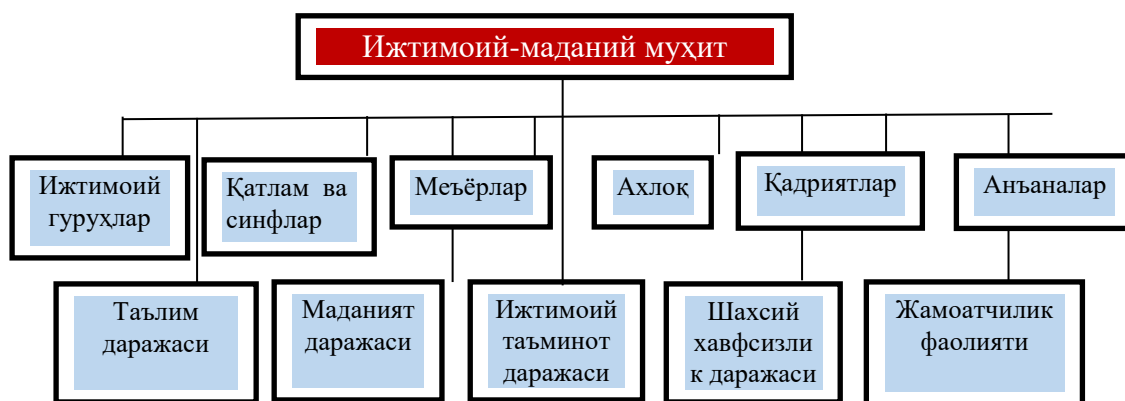 Ижтимоий-маданий муҳит
Ижтимоий
гуруҳлар
Қатлам ва
синфлар
Меъёрлар
Ахлоқ
Қадриятлар
Анъаналар
Таълим
даражаси
Маданият
даражаси
Ижтимоий
таъминот
даражаси
Шахсий
хавфсизли
к даражаси
Жамоатчилик
фаолияти